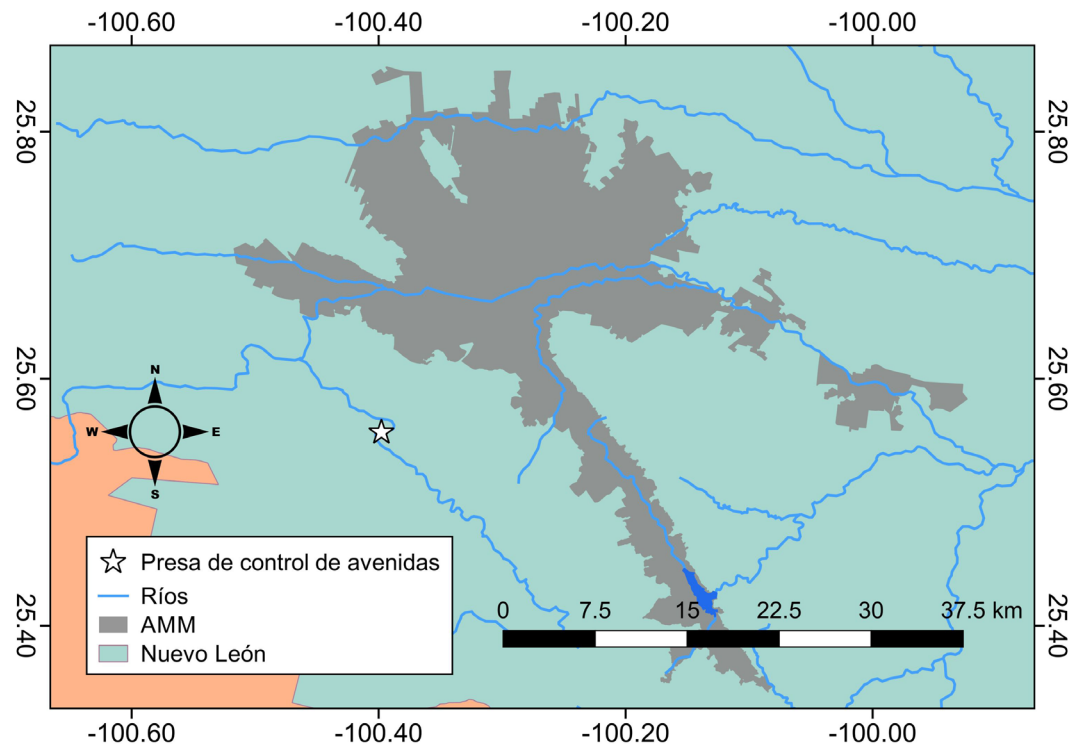 -100.60 -100.40 -100.20 -100.00
25.80 25.80
25.60 25.60
N
W E
S
Presa de control de avenidas
Ríos
AMM
Nuevo León
0 7.5 15 22.5 30 37.5 km
25.40 25.40
-100.60 -100.40 -100.20 -100.00